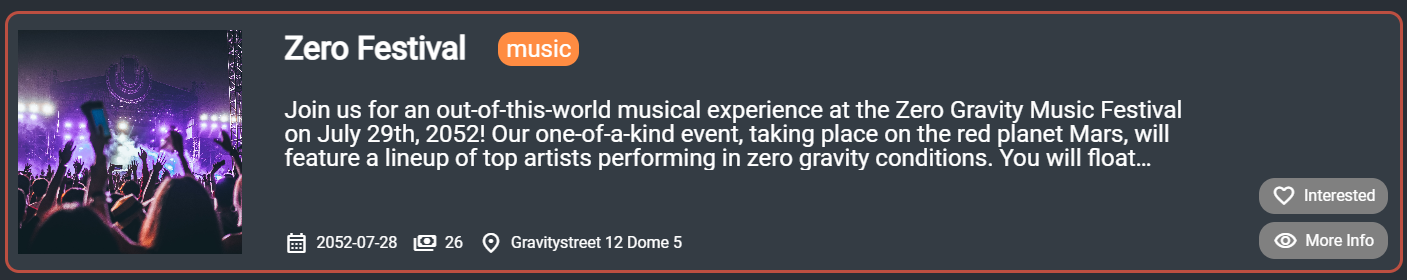 Zero Festival music
Join us for an out-of-this-world musical experience at the Zero Gravity Music Festival
on July 29th, 2052! Our one-of-a-kind event, taking place on the red planet Mars, will
feature a lineup of top artists performing in zero gravity conditions. You will float...
Interested
2052-07-28 26 Gravitystreet 12 Dome 5
More Info